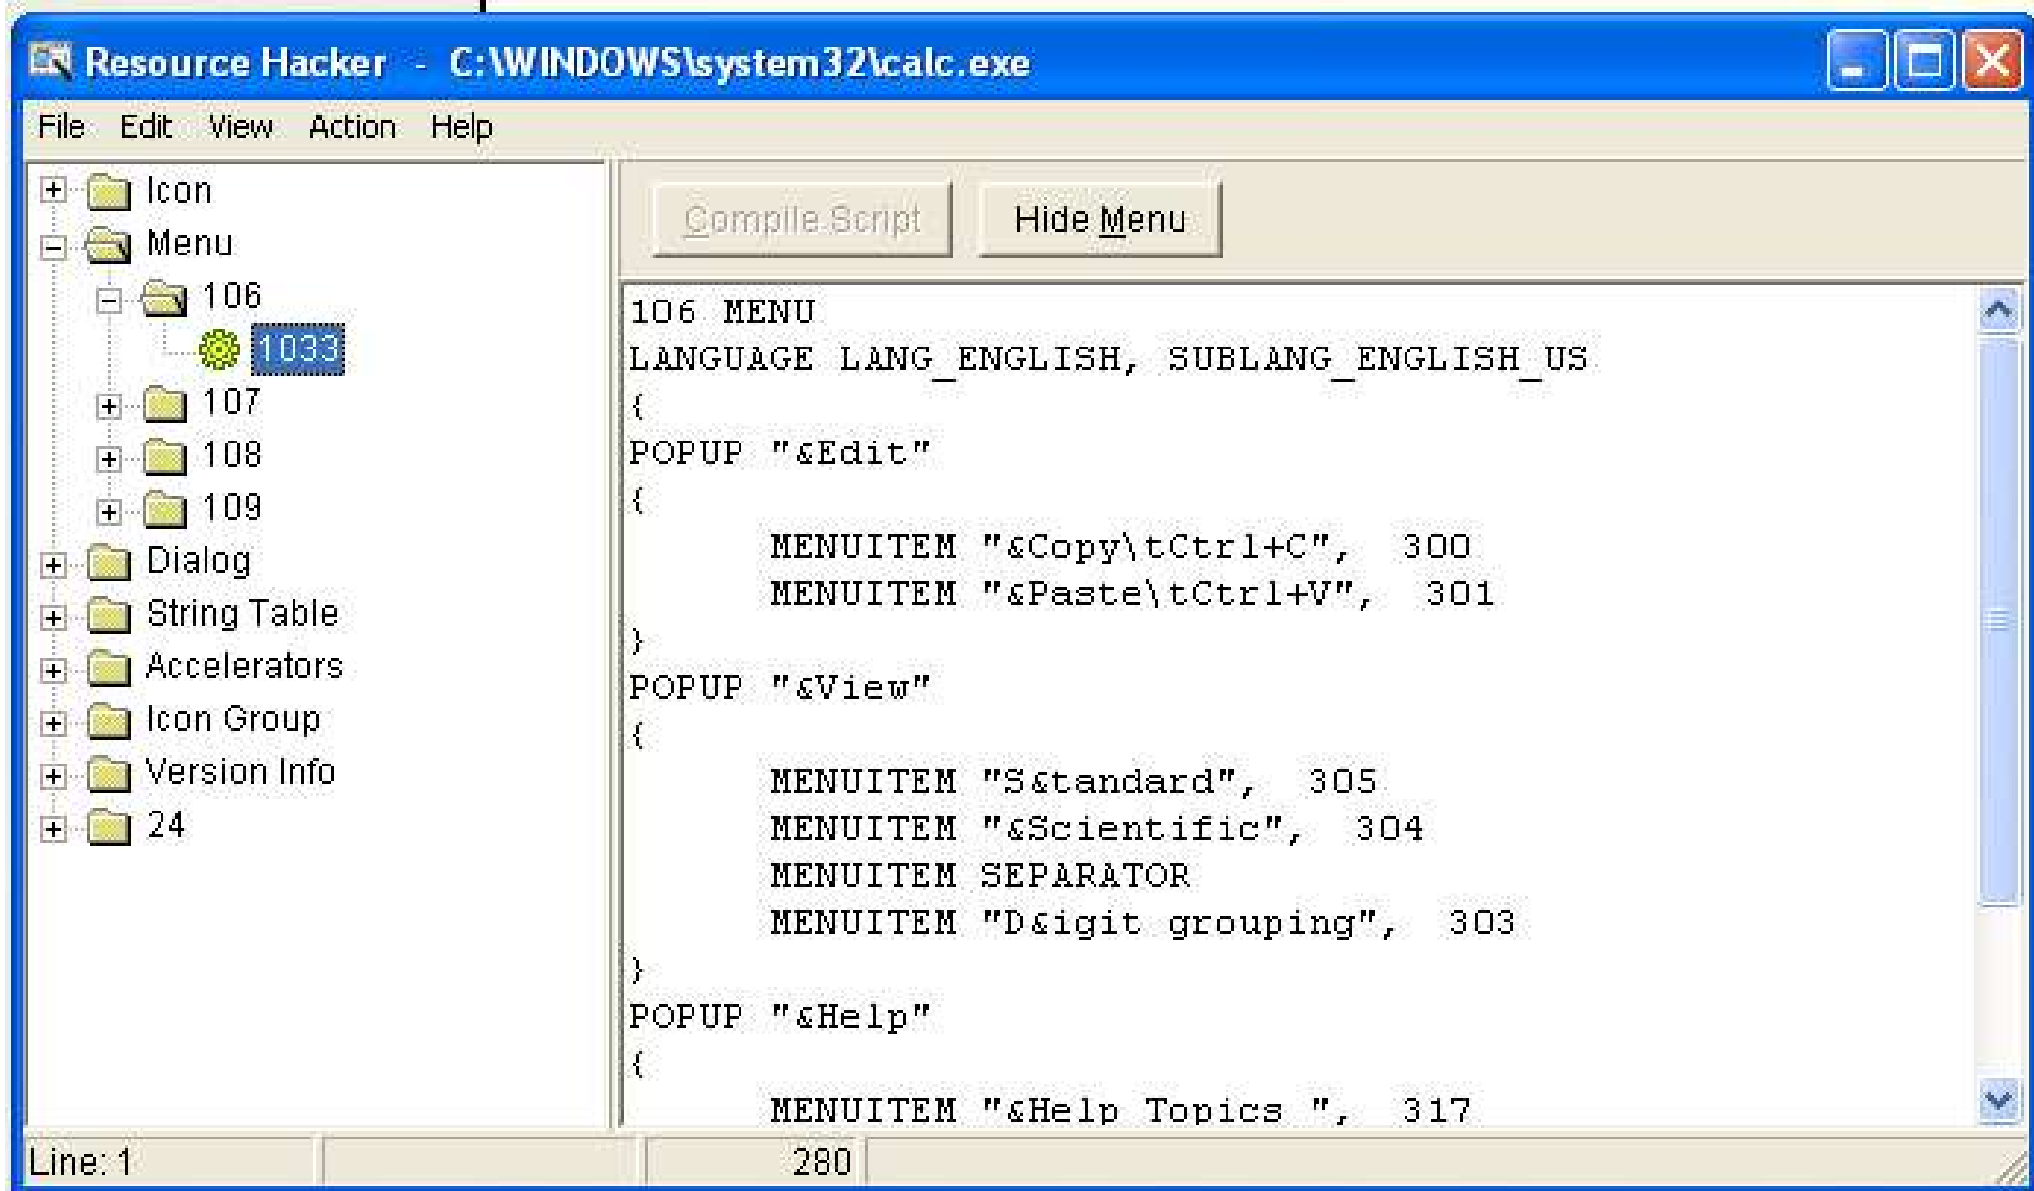 Resource Hacker - C:\WINDOWS\system32\calc.exe
File Edit View Action Help
Icon
Menu
106
1033
107
108
109
Dialog
String Table
Accelerators
Icon Group
Version Info
24
Compile Script Hide Menu
106 MENU
LANGUAGE LANG_ENGLISH, SUBLANG_ENGLISH_US
{
POPUP "&Edit"
{
MENUITEM "&Copy\tCtrl+C", 300
MENUITEM "&Paste\tCtrl+V", 301
}
POPUP "&View"
{
MENUITEM "S&tandard", 305
MENUITEM "&Scientific", 304
MENUITEM SEPARATOR
MENUITEM "D&igit grouping", 303
}
POPUP "&Help"
{
MENUITEM "&Help Topics ", 317
Line: 1 280